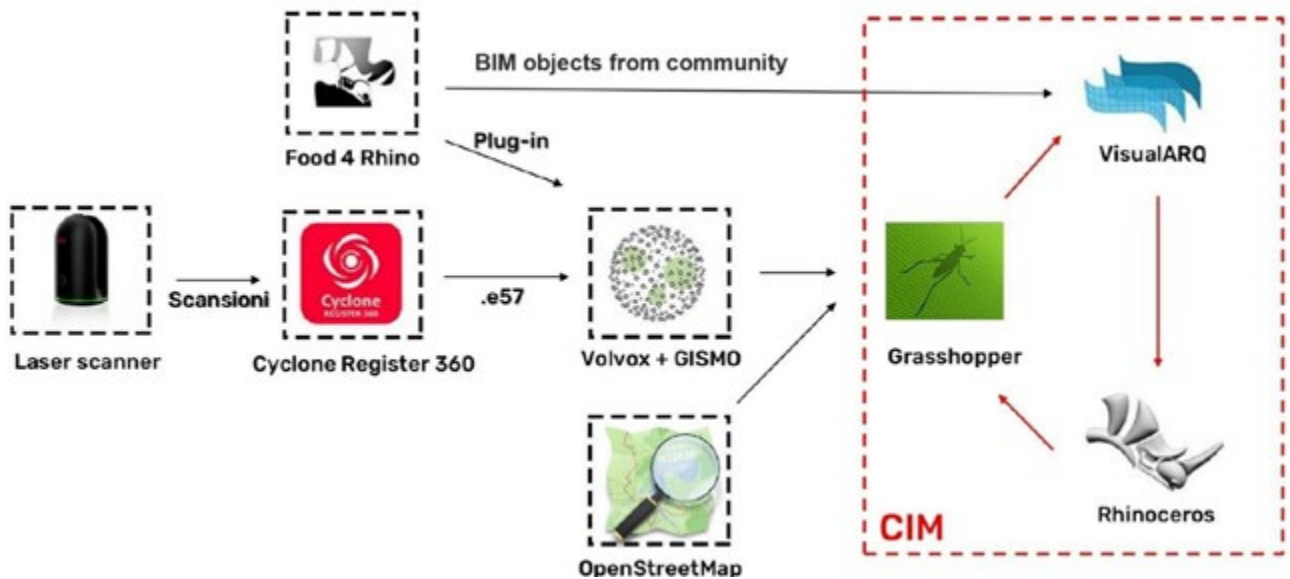 BIM objects from community
Food 4 Rhino
Plug-in
VisualARQ
Laser scanner
Scansioni
Cyclone
REGISTER 360
Cyclone Register 360
.e57
Volvox + GISMO
Grasshopper
OpenStreetMap
Rhinoceros
CIM